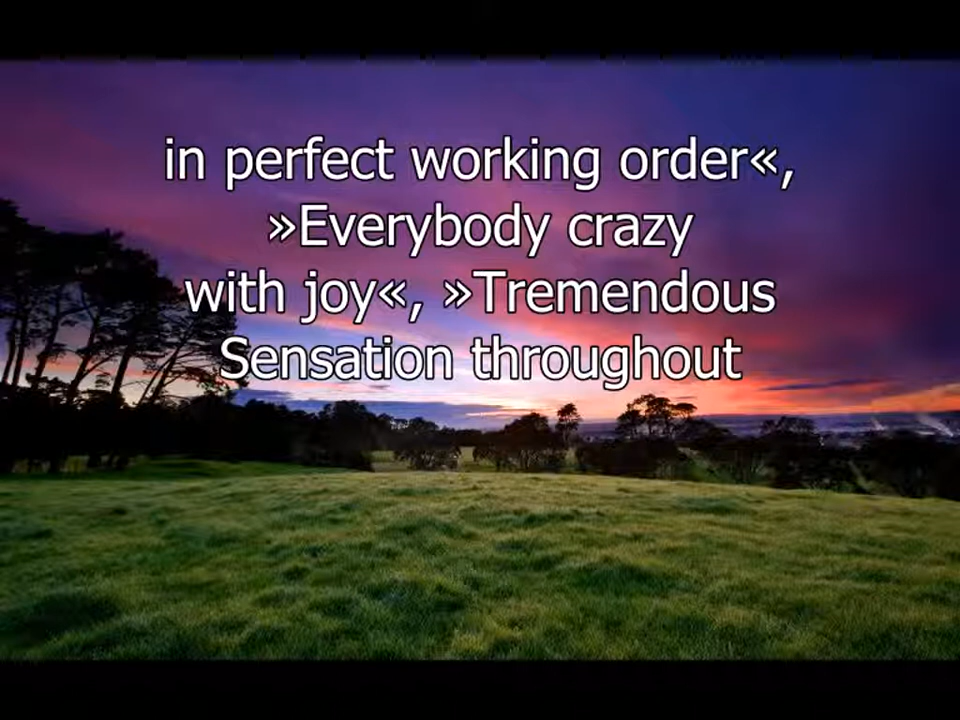 in perfect working order«,
»Everybody crazy
with joy«, »Tremendous
Sensation throughout